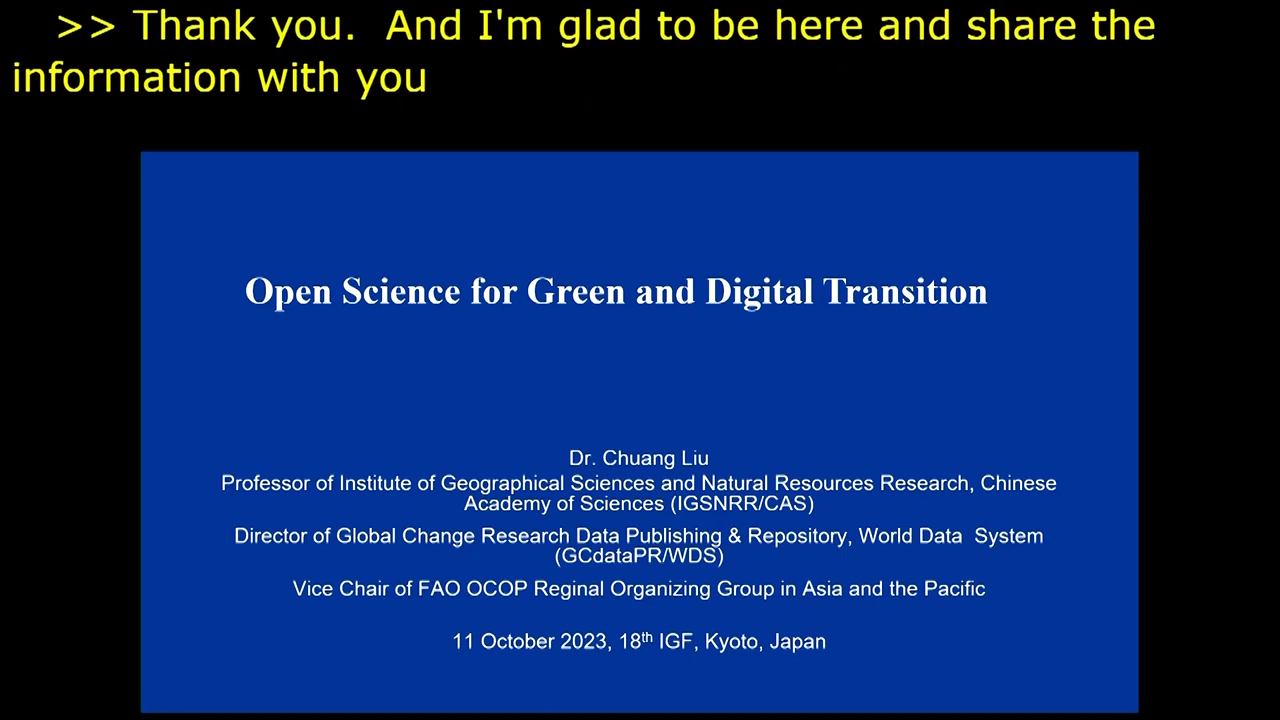 >> Thank you.  And I'm glad to be here and share the
information with you
Open Science for Green and Digital Transition
Dr. Chuang Liu
Professor of Institute of Geographical Sciences and Natural Resources Research, Chinese
Academy of Sciences (IGSNRR/CAS)
Director of Global Change Research Data Publishing & Repository, World Data  System
(GCdataPR/WDS)
Vice Chair of FAO OCOP Reginal Organizing Group in Asia and the Pacific
11 October 2023, 18th IGF, Kyoto, Japan